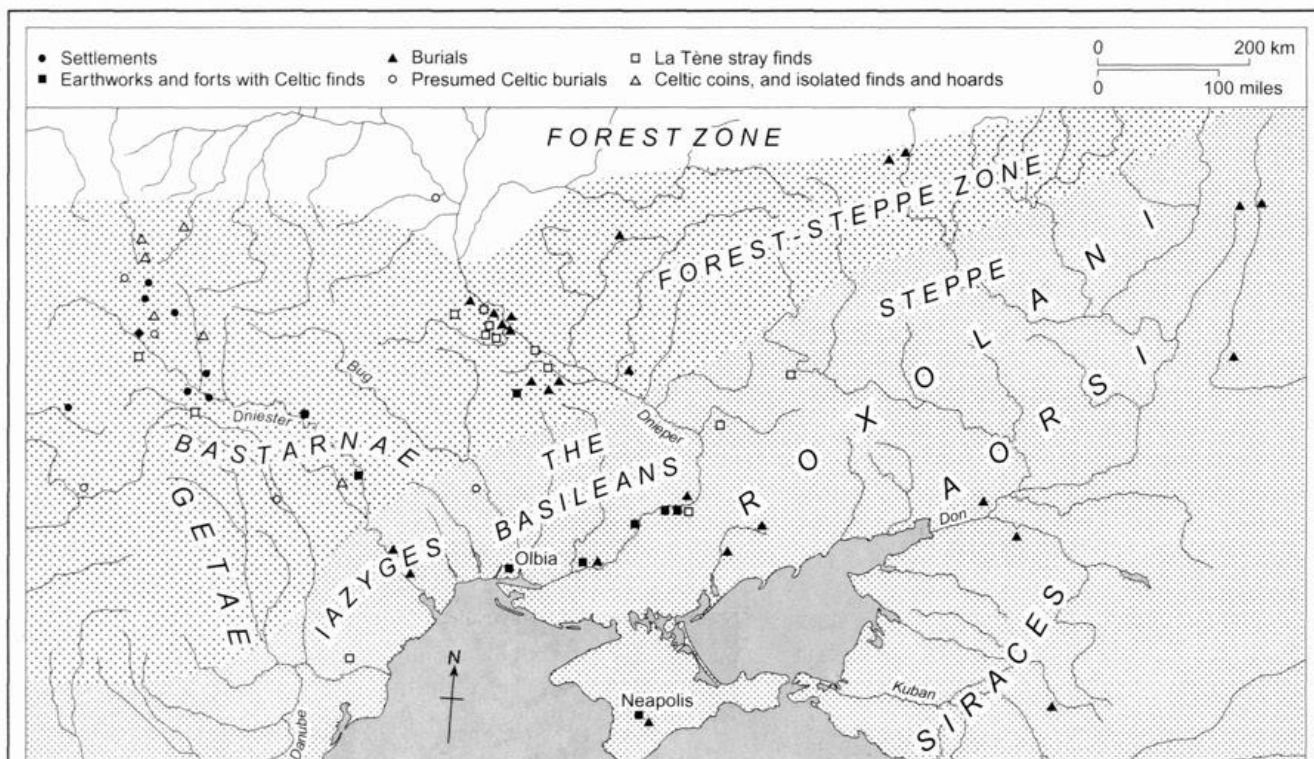 Settlements
Burials
La Tène stray finds
0 200 km
Earthworks and forts with Celtic finds
Presumed Celtic burials
Celtic coins, and isolated finds and hoards
0 100 miles
FOREST ZONE
FOREST-STEPPE ZONE
STEPPE
ROXOLANI
AORSI
Bug
Dniester
BASTARNAE
Dnieper
THE
BASILEANS
GETAE
IAZYGES
Olbia
Don
SIRACES
N
Neapolis
Kuban
Danube